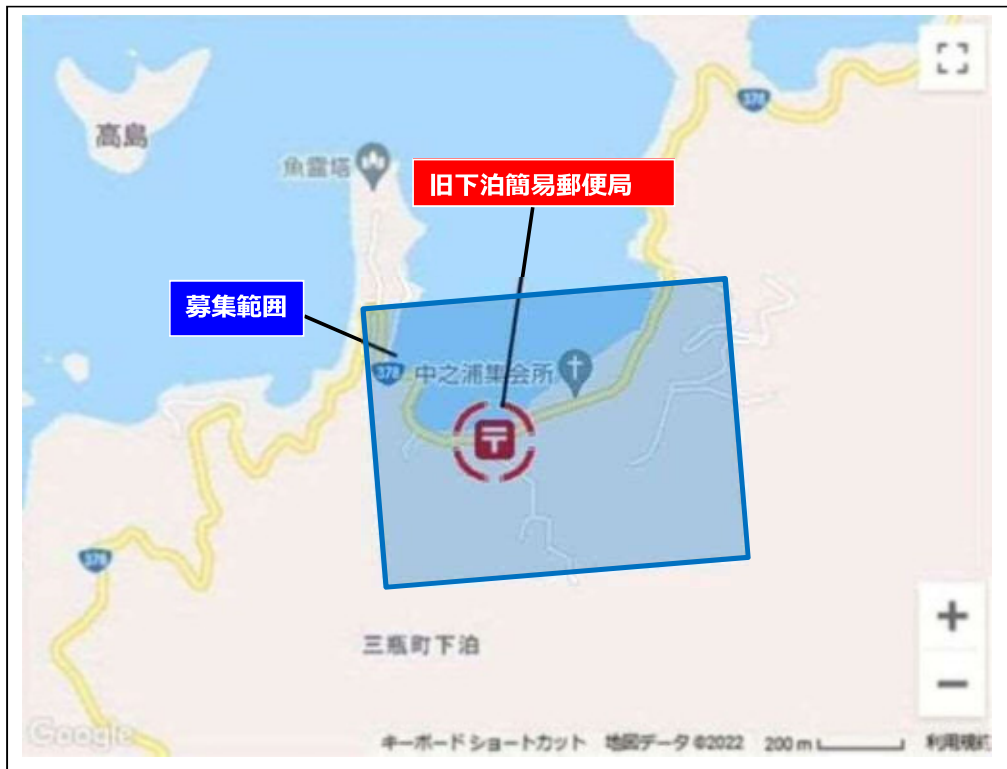 高島
378
魚霊塔
旧下泊簡易郵便局
募集範囲
378
中之浦集会所
〒
378
三瓶町下泊
Google
キーボード ショートカット 地図データ ©2022 200 m 利用規約